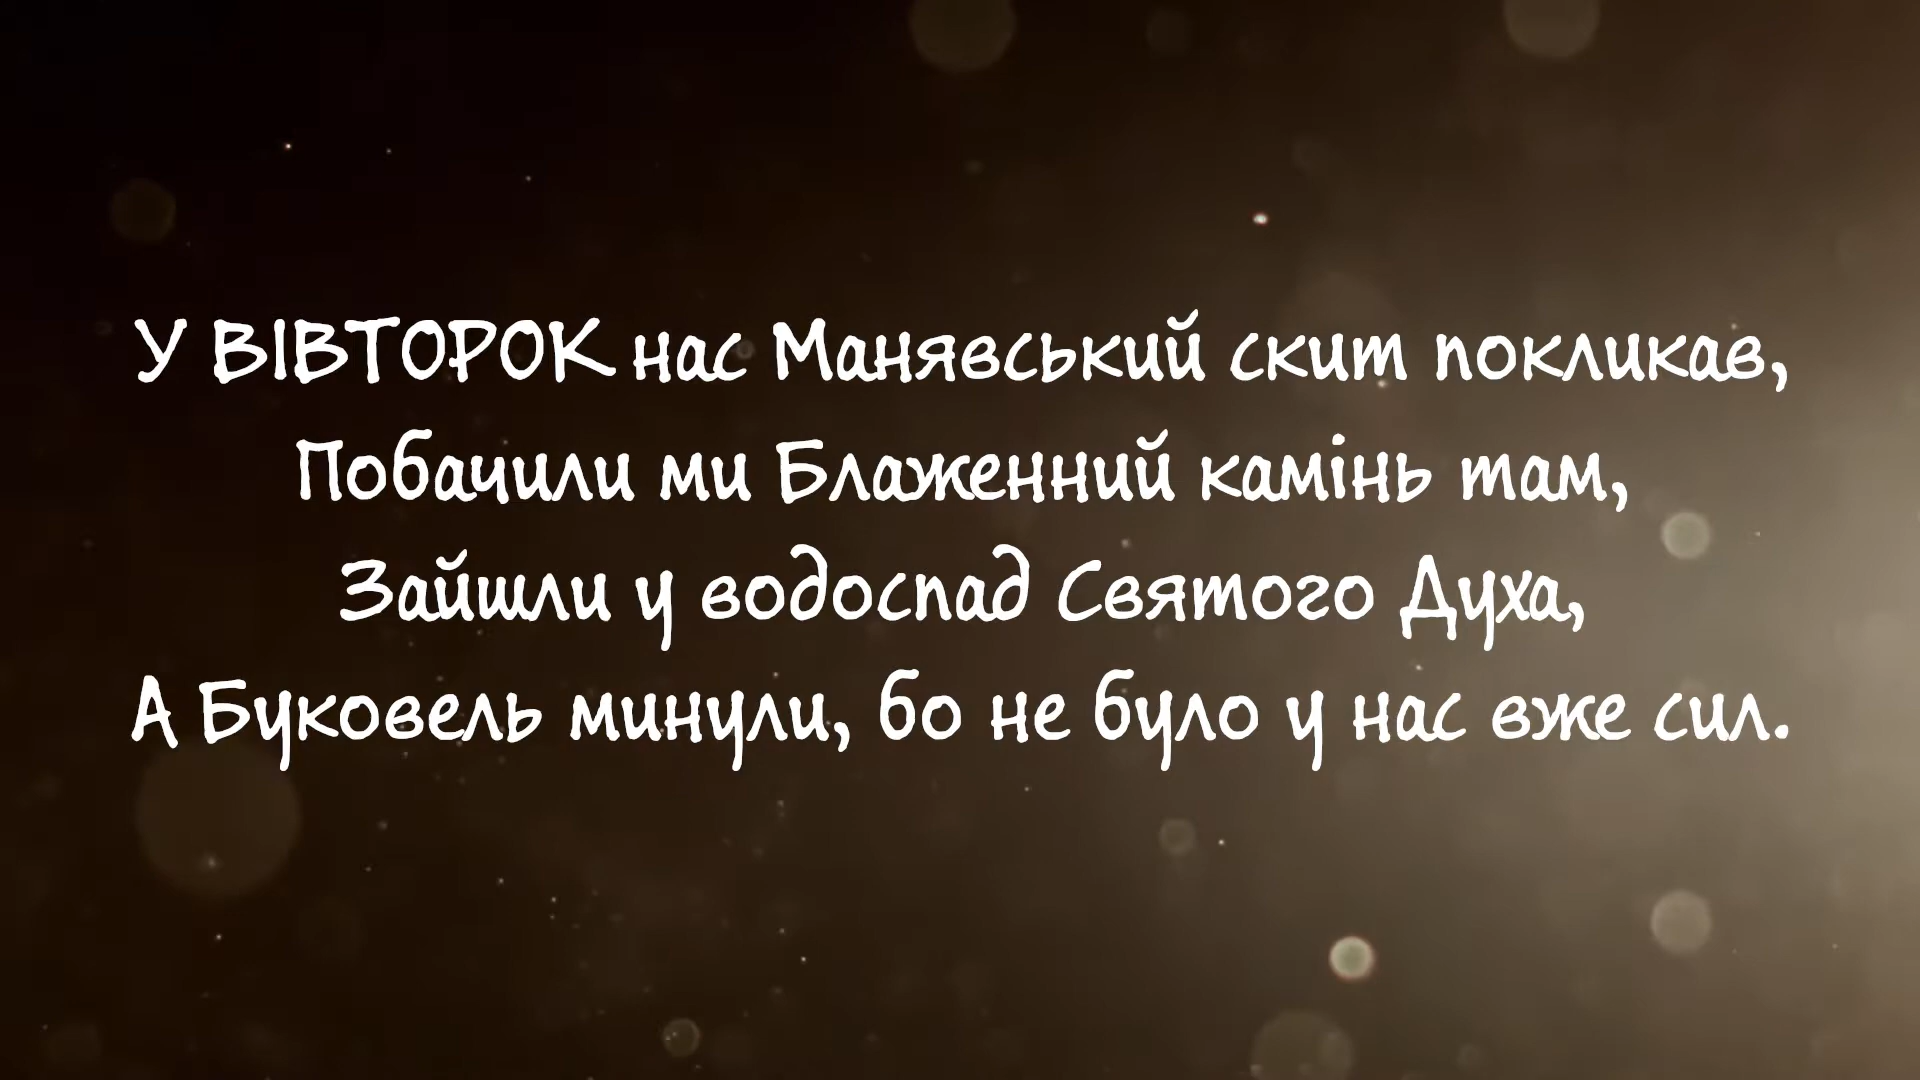 У ВІВТОРОК нас Манявський скит покликав,
Побачили ми Блаженний камінь там,
Зайшли у водоспад Святого Духа,
А Буковель минули, бо не було у нас вже сил.